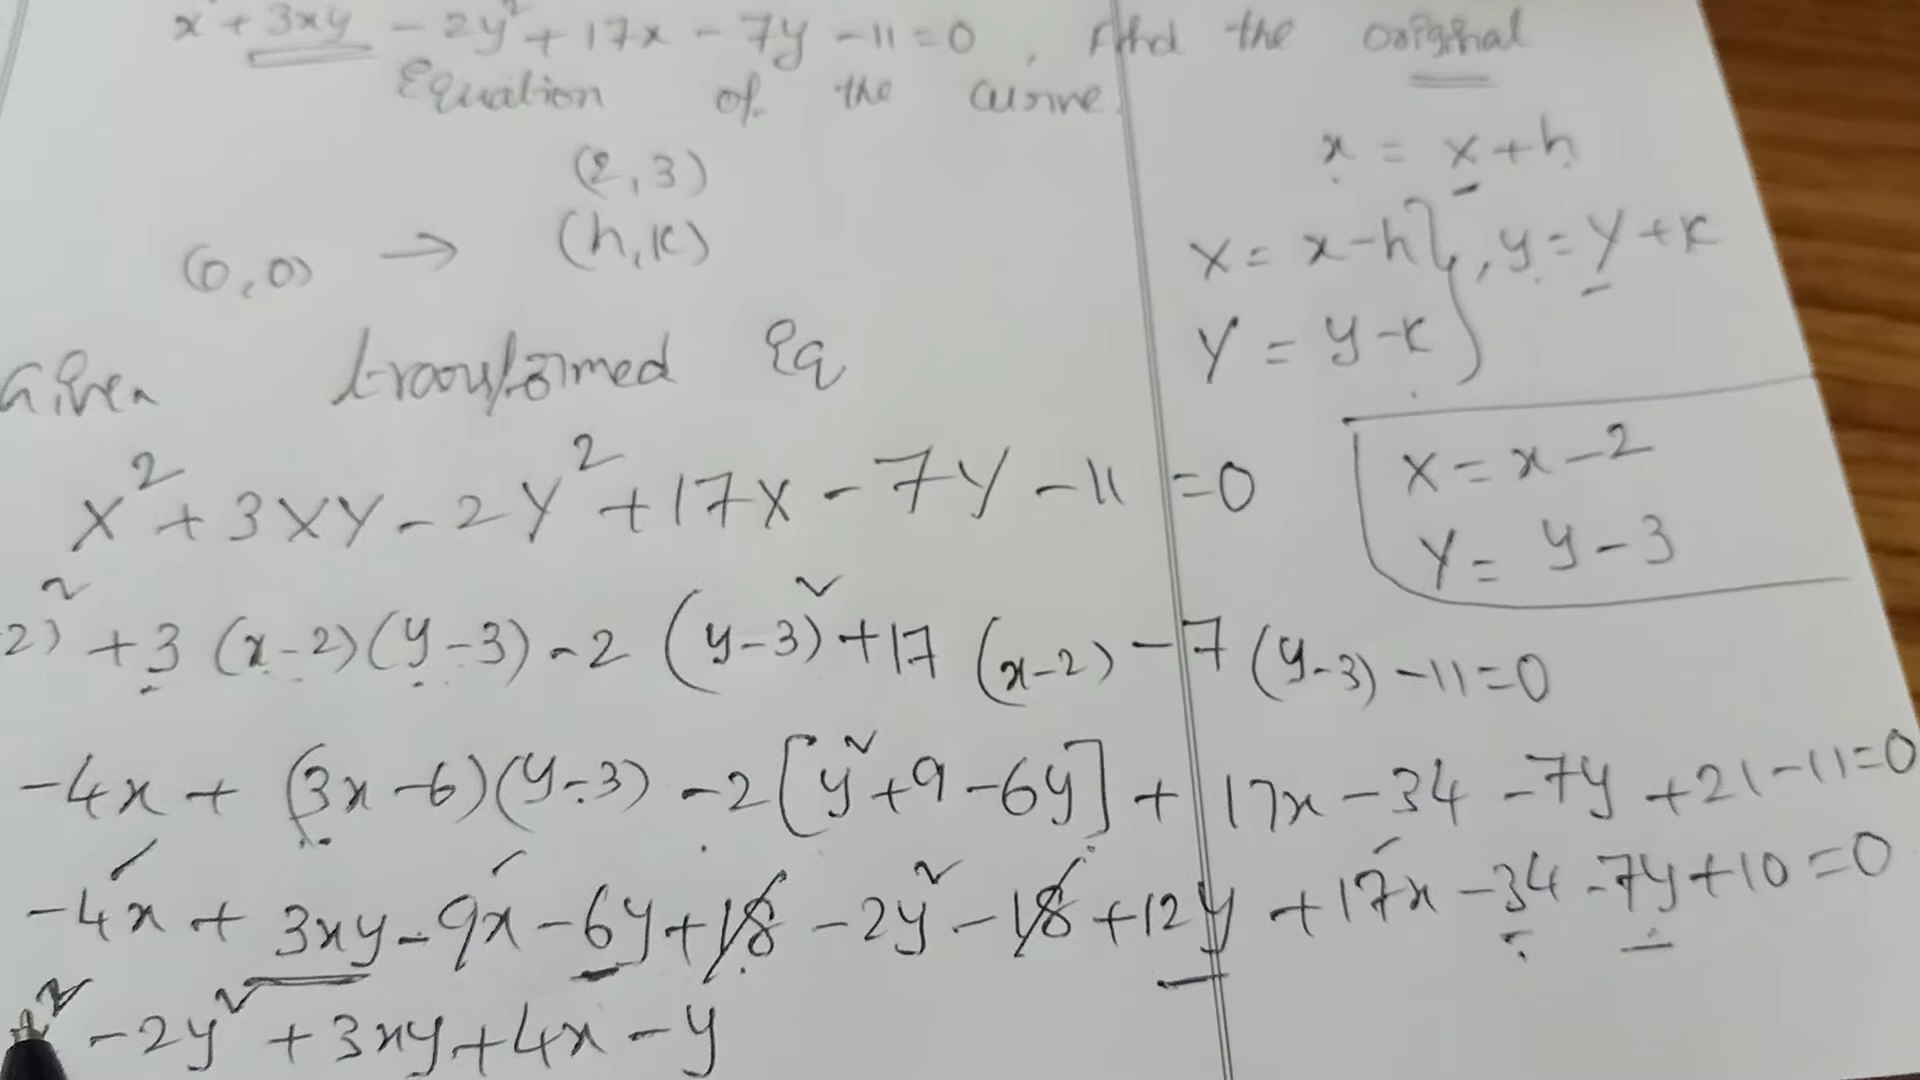 x² + 3xy - 2y² + 17x - 7y - 11 = 0, find the original
Equation of the curve.
(2,3)
(0,0) → (h,k)
x = X + h
X = x - h }, y = Y + k
Y = y - k
X = x - 2
Y = y - 3
Given transformed Eq
X² + 3XY - 2Y² + 17X - 7Y - 11 = 0
2)² + 3 (x-2)(y-3) - 2 (y-3)² + 17 (x-2) - 7 (y-3) - 11 = 0
-4x + (3x-6)(y-3) - 2 [y² + 9 - 6y] + 17x - 34 - 7y + 21 - 11 = 0
-4x + 3xy - 9x - 6y + 18 - 2y² - 18 + 12y + 17x - 34 - 7y + 10 = 0
² - 2y² + 3xy + 4x - y